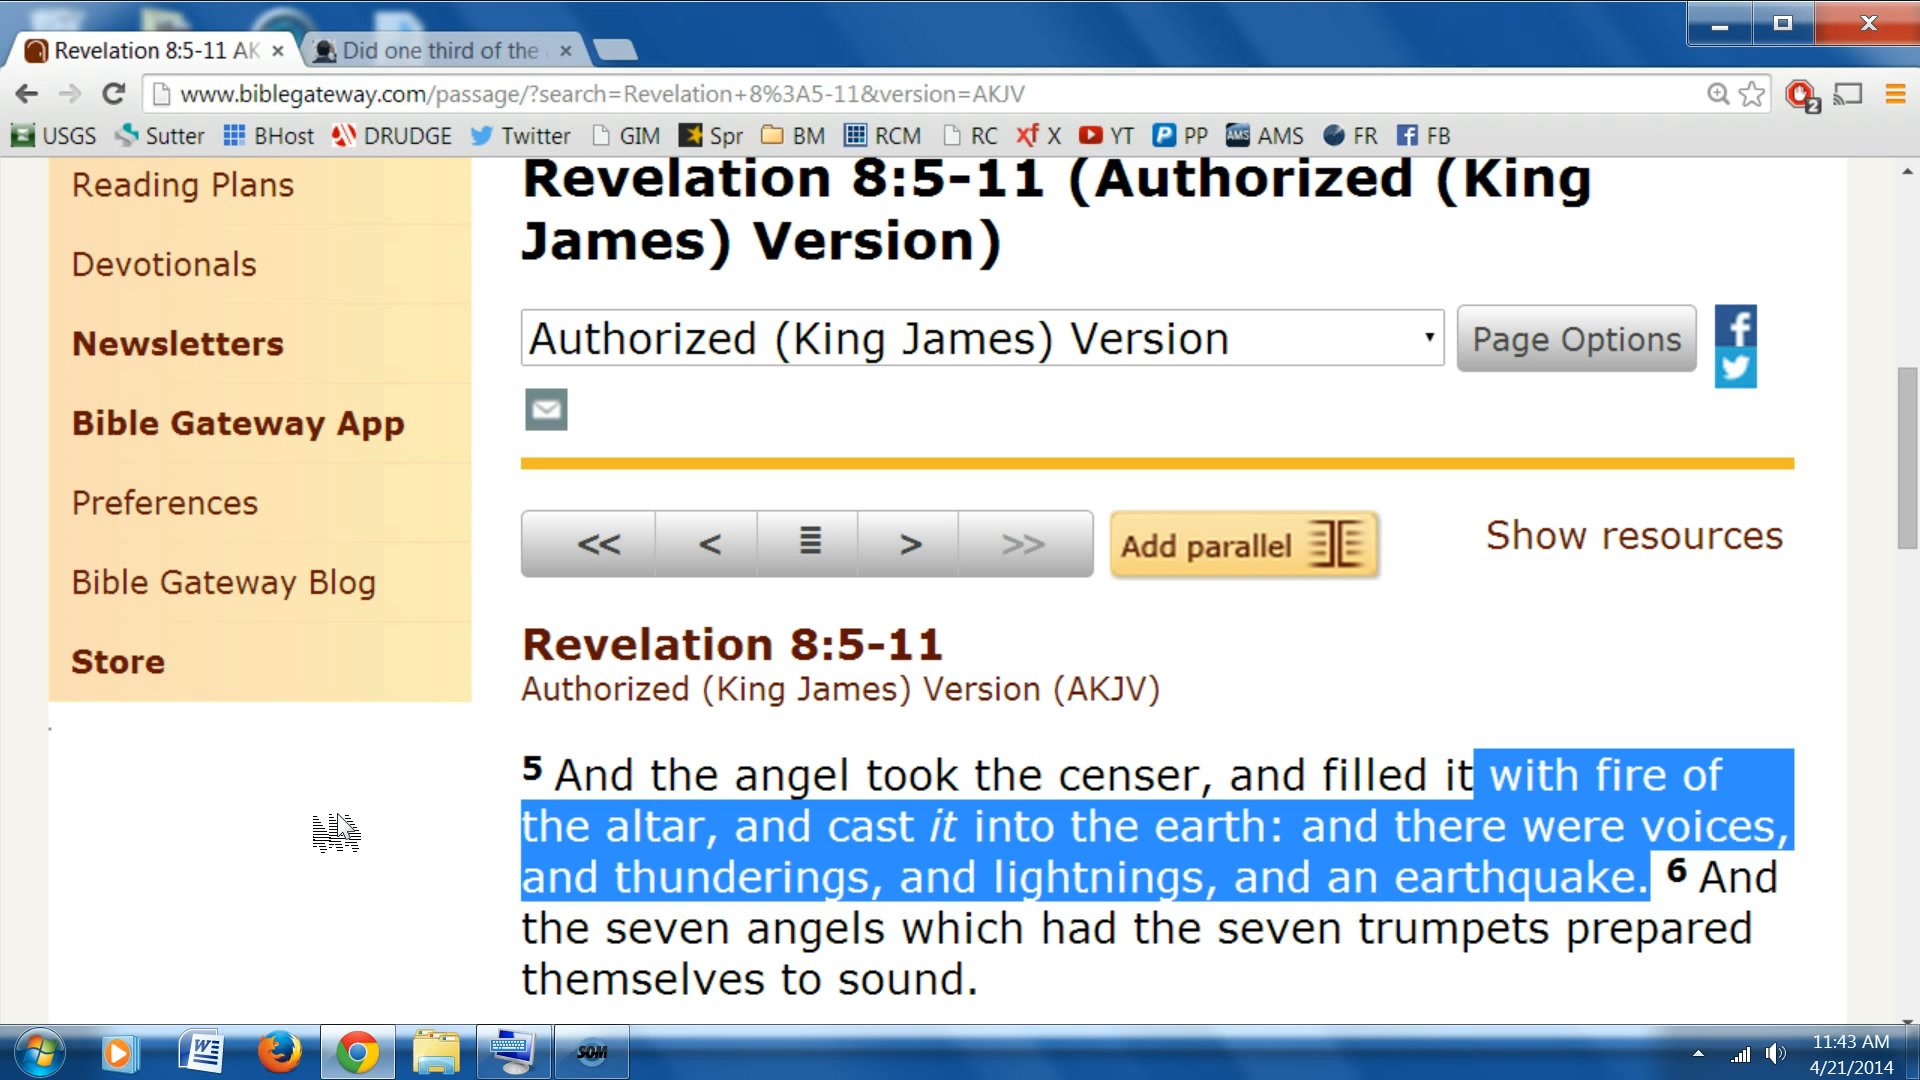 Revelation 8:5-11 AK
Did one third of the
www.biblegateway.com/passage/?search=Revelation+8%3A5-11&version=AKJV
2
USGS Sutter BHost DRUDGE Twitter GIM Spr BM RCM RC X YT PP AMS AMS FR FB
Reading Plans
Devotionals
Newsletters
Bible Gateway App
Preferences
Bible Gateway Blog
Store
Revelation 8:5-11 (Authorized (King
James) Version)
Authorized (King James) Version
Page Options
<< < > >>
Add parallel
Show resources
Revelation 8:5-11
Authorized (King James) Version (AKJV)
5 And the angel took the censer, and filled it with fire of
the altar, and cast it into the earth: and there were voices,
and thunderings, and lightnings, and an earthquake. 6 And
the seven angels which had the seven trumpets prepared
themselves to sound.
SOM
11:43 AM
4/21/2014